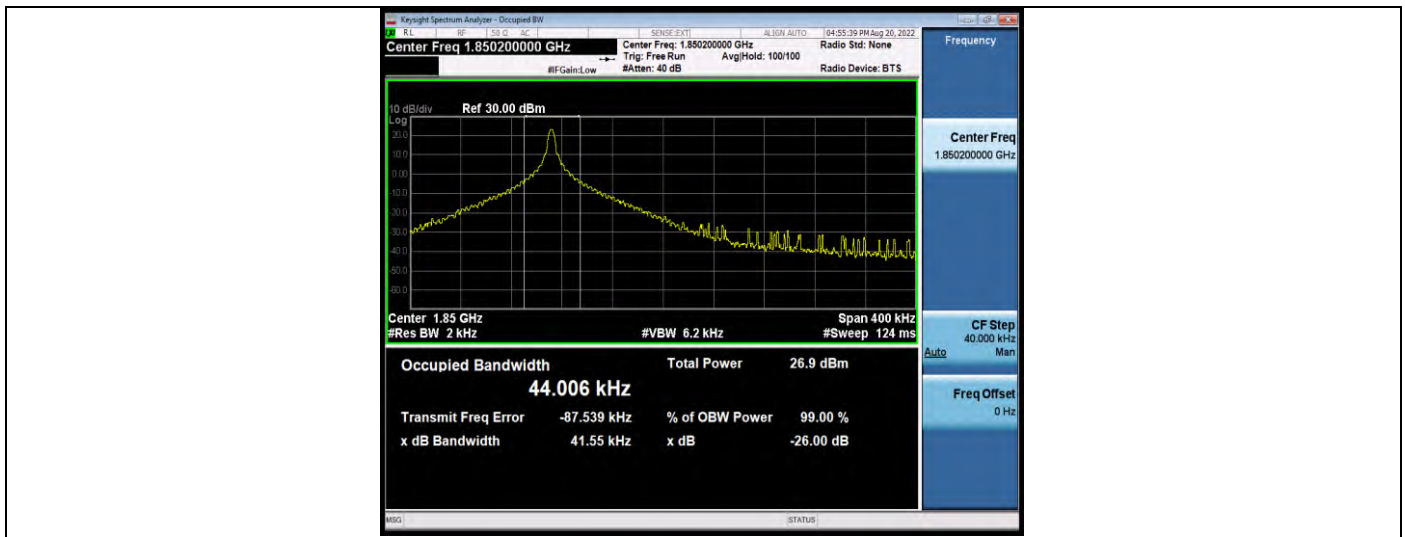 Keysight Spectrum Analyzer - Occupied BW
RL RF 50 Ω AC SENSE:EXT ALIGN AUTO 04:55:39 PM Aug 20, 2022
Center Freq 1.850200000 GHz
Center Freq: 1.850200000 GHz Radio Std: None
Trig: Free Run Avg|Hold: 100/100
#IFGain:Low #Atten: 40 dB Radio Device: BTS
Frequency
10 dB/div Ref 30.00 dBm
Log
20.0
10.0
0.00
-10.0
-20.0
-30.0
-40.0
-50.0
-60.0
Center 1.85 GHz Span 400 kHz
#Res BW 2 kHz #VBW 6.2 kHz #Sweep 124 ms
Occupied Bandwidth Total Power 26.9 dBm
44.006 kHz
Transmit Freq Error -87.539 kHz % of OBW Power 99.00 %
x dB Bandwidth 41.55 kHz x dB -26.00 dB
Center Freq
1.850200000 GHz
CF Step
40.000 kHz
Auto Man
Freq Offset
0 Hz
MSG STATUS